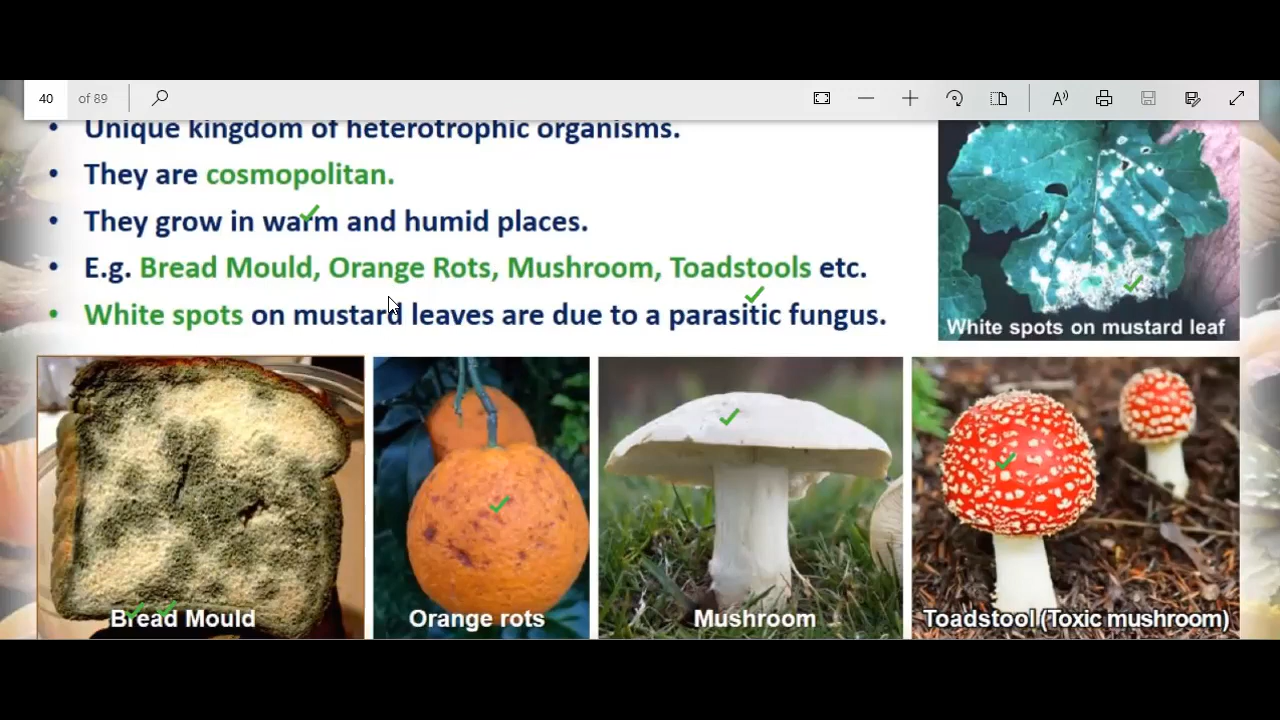 40 of 89
Unique kingdom of heterotrophic organisms.
• They are cosmopolitan.
• They grow in warm and humid places.
• E.g. Bread Mould, Orange Rots, Mushroom, Toadstools etc.
• White spots on mustard leaves are due to a parasitic fungus.
White spots on mustard leaf
Bread Mould
Orange rots
Mushroom
Toadstool (Toxic mushroom)